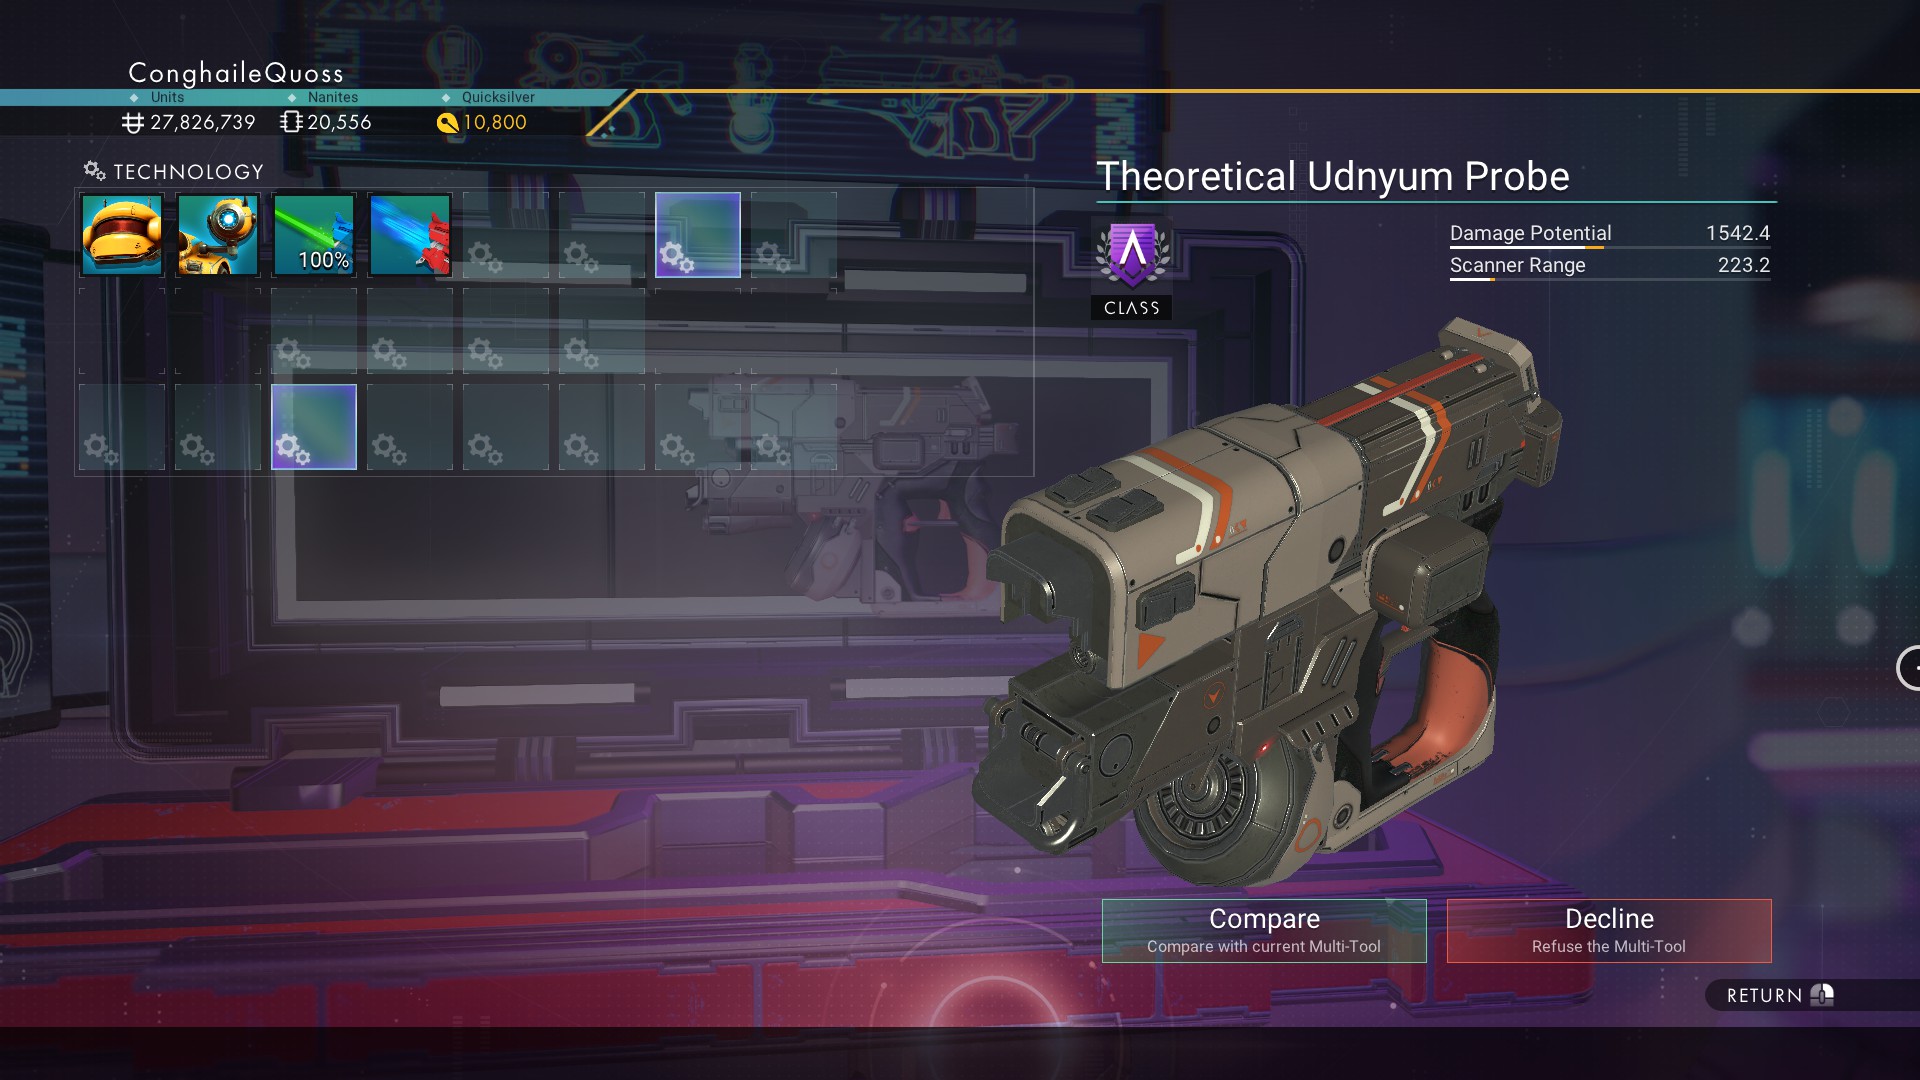 ConghaileQuoss
Units Nanites Quicksilver
27,826,739 20,556 10,800
TECHNOLOGY
100%
Theoretical Udnyum Probe
Damage Potential 1542.4
Scanner Range 223.2
CLASS
Compare
Compare with current Multi-Tool
Decline
Refuse the Multi-Tool
RETURN